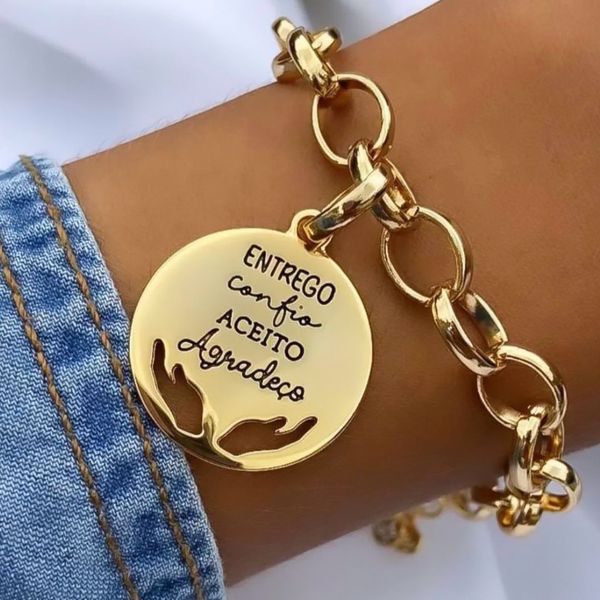 ENTREGO
confio
ACEITO
Agradeço